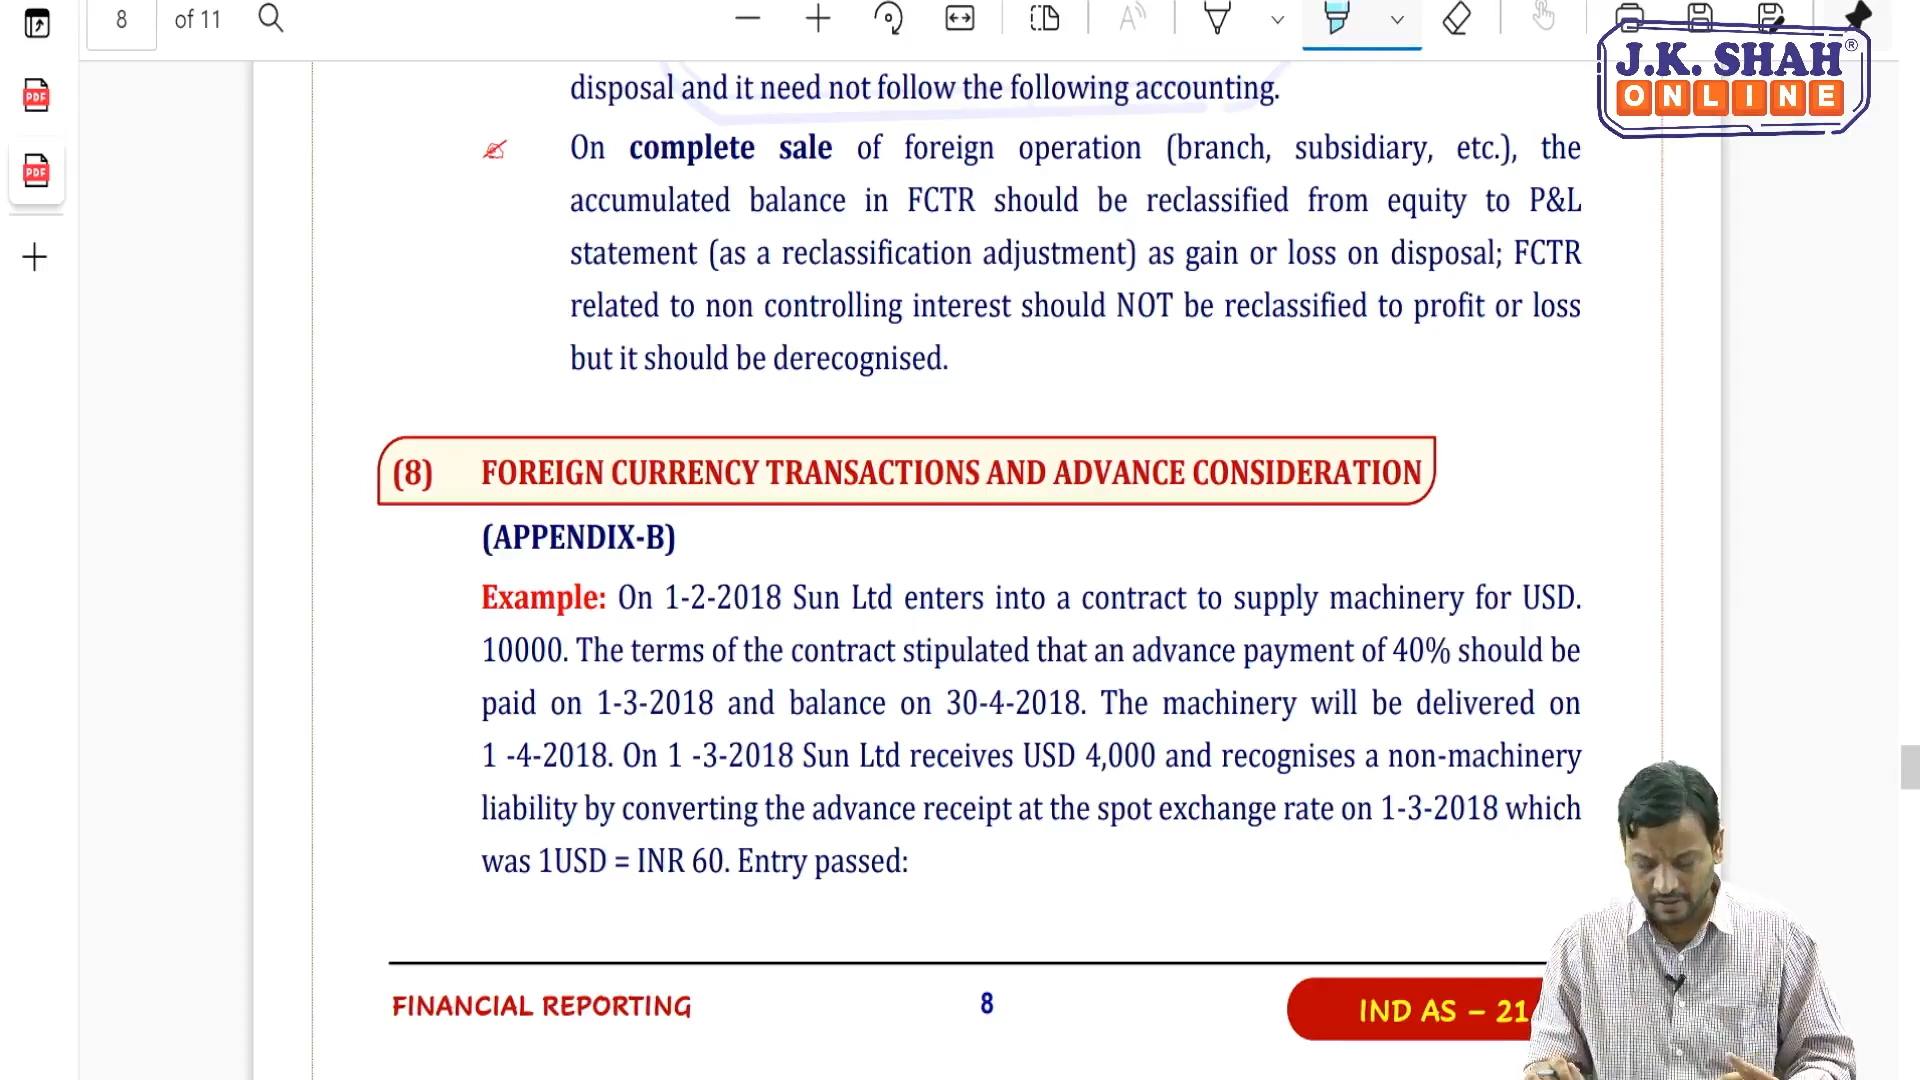 8 of 11
J.K. SHAH®
ONLINE
PDF
PDF
disposal and it need not follow the following accounting.
On complete sale of foreign operation (branch, subsidiary, etc.), the
accumulated balance in FCTR should be reclassified from equity to P&L
statement (as a reclassification adjustment) as gain or loss on disposal; FCTR
related to non controlling interest should NOT be reclassified to profit or loss
but it should be derecognised.
(8) FOREIGN CURRENCY TRANSACTIONS AND ADVANCE CONSIDERATION
(APPENDIX-B)
Example: On 1-2-2018 Sun Ltd enters into a contract to supply machinery for USD.
10000. The terms of the contract stipulated that an advance payment of 40% should be
paid on 1-3-2018 and balance on 30-4-2018. The machinery will be delivered on
1 -4-2018. On 1 -3-2018 Sun Ltd receives USD 4,000 and recognises a non-machinery
liability by converting the advance receipt at the spot exchange rate on 1-3-2018 which
was 1USD = INR 60. Entry passed:
FINANCIAL REPORTING 8 IND AS – 21